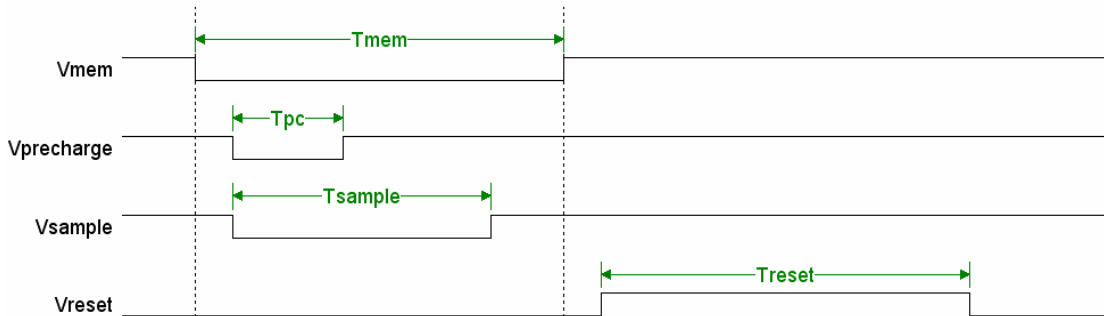 Tmem
Vmem
Tpc
Vprecharge
Tsample
Vsample
Treset
Vreset